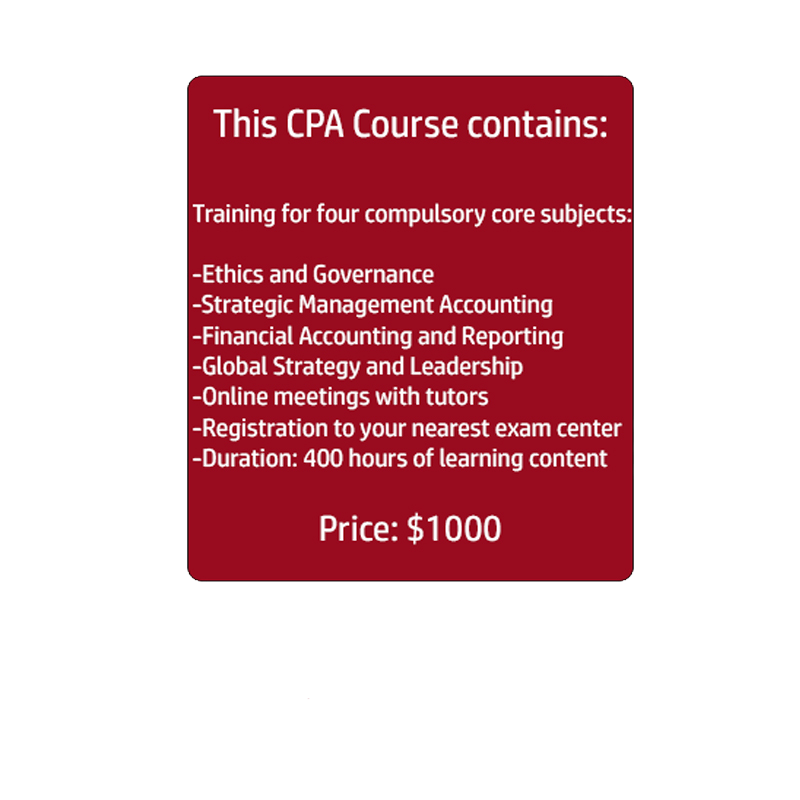 This CPA Course contains:
Training for four compulsory core subjects:
-Ethics and Governance
-Strategic Management Accounting
-Financial Accounting and Reporting
-Global Strategy and Leadership
-Online meetings with tutors
-Registration to your nearest exam center
-Duration: 400 hours of learning content
Price: $1000